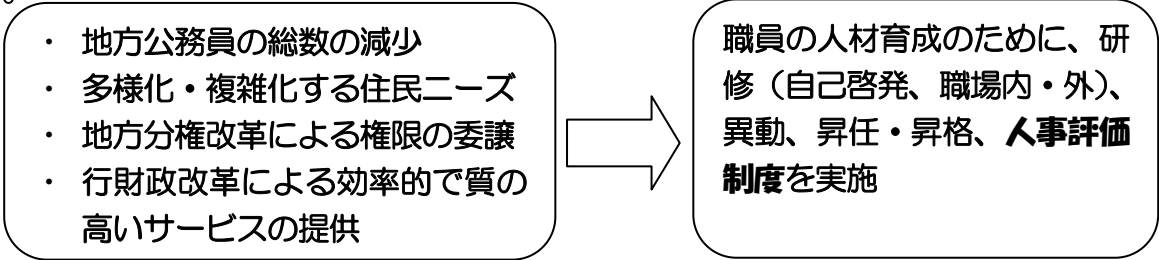 。
・ 地方公務員の総数の減少
・ 多様化・複雑化する住民ニーズ
・ 地方分権改革による権限の委譲
・ 行財政改革による効率的で質の
高いサービスの提供
職員の人材育成のために、研
修（自己啓発、職場内・外）、
異動、昇任・昇格、人事評価
制度を実施